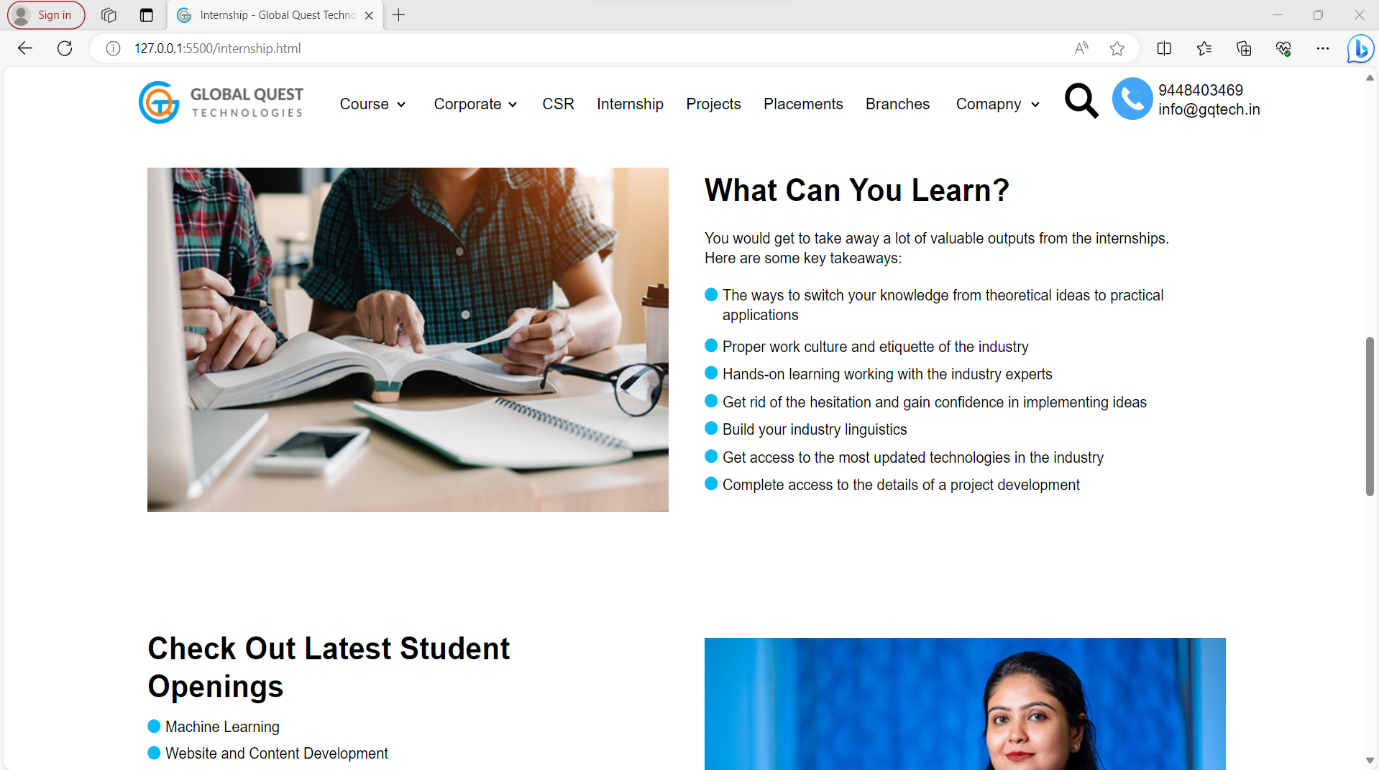 Sign in
Internship - Global Quest Techno
127.0.0.1:5500/internship.html
GLOBAL QUEST
TECHNOLOGIES
Course
Corporate
CSR
Internship
Projects
Placements
Branches
Comapny
9448403469
info@gqtech.in
What Can You Learn?
You would get to take away a lot of valuable outputs from the internships.
Here are some key takeaways:
The ways to switch your knowledge from theoretical ideas to practical
applications
Proper work culture and etiquette of the industry
Hands-on learning working with the industry experts
Get rid of the hesitation and gain confidence in implementing ideas
Build your industry linguistics
Get access to the most updated technologies in the industry
Complete access to the details of a project development
Check Out Latest Student
Openings
Machine Learning
Website and Content Development